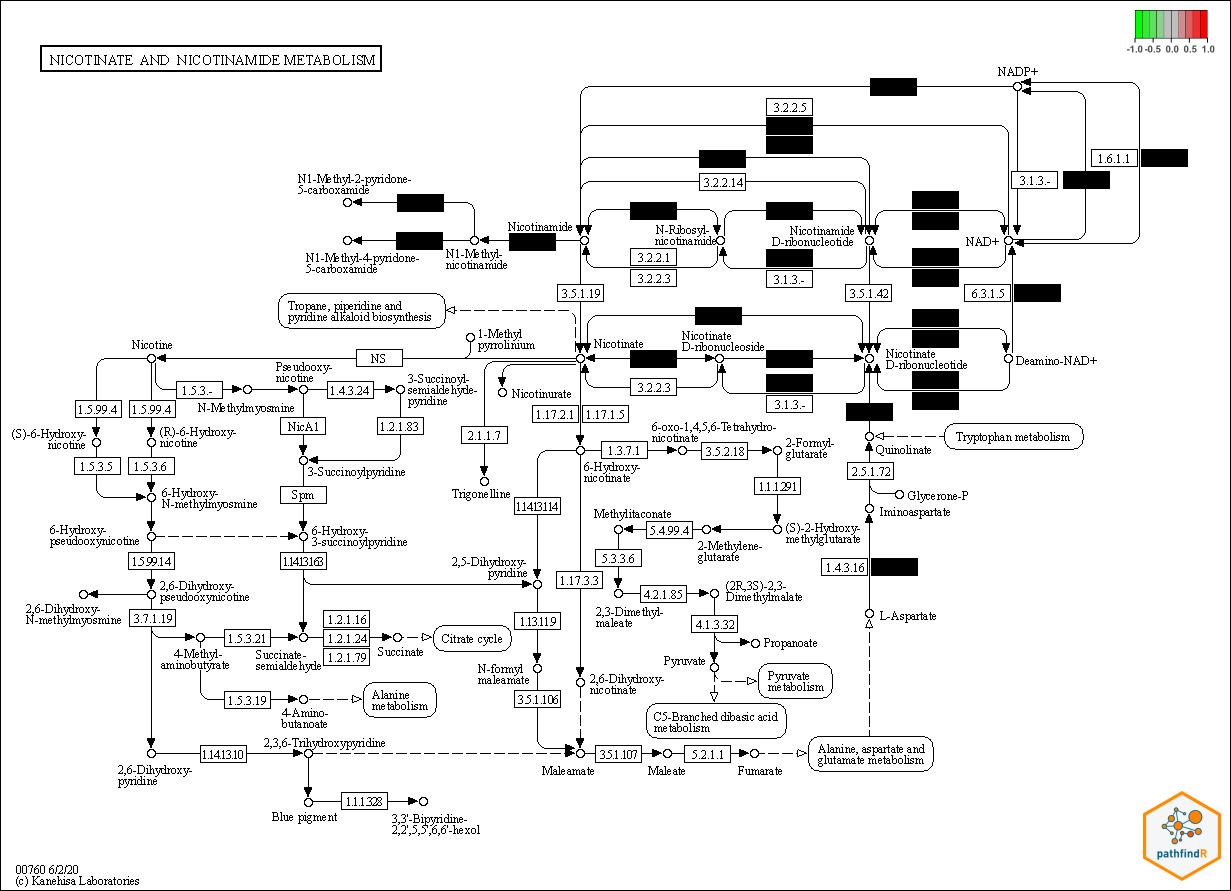 -1.0 -0.5 0.0 0.5 1.0
NICOTINATE AND NICOTINAMIDE METABOLISM
NADP+
3.2.2.5
1.6.1.1
3.1.3.-
N1-Methyl-2-pyridone-
5-carboxamide
3.2.2.14
Nicotinamide
N-Ribosyl-
nicotinamide
Nicotinamide
D-ribonucleotide
NAD+
N1-Methyl-4-pyridone-
5-carboxamide
N1-Methyl-
nicotinamide
3.2.2.1
3.2.2.3
3.1.3.-
3.5.1.19
3.5.1.42
6.3.1.5
Tropane, piperidine and
pyridine alkaloid biosynthesis
1-Methyl
pyrrolinium
Nicotine
NS
Nicotinate
Nicotinate
D-ribonucleoside
Nicotinate
D-ribonucleotide
Deamino-NAD+
Pseudooxy-
nicotine
1.5.3.-
N-Methylmyosmine
1.4.3.24
3-Succinoyl-
semialdehyde-
pyridine
Nicotinurate
3.2.2.3
3.1.3.-
1.5.99.4
1.5.99.4
NicA1
1.2.1.83
2.1.1.7
1.17.2.1
1.17.1.5
(S)-6-Hydroxy-
nicotine
(R)-6-Hydroxy-
nicotine
6-oxo-1,4,5,6-Tetrahydro-
nicotinate
2-Formyl-
glutarate
Tryptophan metabolism
Quinolinate
1.5.3.5
1.5.3.6
3-Succinoylpyridine
1.3.7.1
3.5.2.18
6-Hydroxy-
nicotinate
2.5.1.72
6-Hydroxy-
N-methylmyosmine
Spm
Trigonelline
1.14.13.114
1.1.1.291
Glycerone-P
Iminoaspartate
6-Hydroxy-
pseudooxynicotine
6-Hydroxy-
3-succinoylpyridine
Methylitaconate
5.4.99.4
2-Methylene-
glutarafe
(S)-2-Hydroxy-
methylglutarate
1.5.99.14
1.14.13.163
2,5-Dihydroxy-
pyridine
5.3.3.6
1.17.3.3
1.4.3.16
2,6-Dihydroxy-
pseudooxynicotine
2,6-Dihydroxy-
N-methylmyosmine
4.2.1.85
(2R,3S)-2,3-
Dimethylmalate
2,3-Dimethyl-
maleate
L-Aspartate
3.7.1.19
1.2.1.16
1.13.11.9
4.1.3.32
1.5.3.21
1.2.1.24
Succinate
Citrate cycle
1.2.1.79
4-Methyl-
aminobutyrate
Succinate-
semialdehyde
Propanoate
Pyruvate
N-formyl
maleamate
2,6-Dihydroxy-
nicotinate
Pyruvate
metabolism
1.5.3.19
Alanine
metabolism
4-Amino-
butanoate
3.5.1.106
C5-Branched dibasic acid
metabolism
2,3,6-Trihydroxypyridine
1.14.13.10
2,6-Dihydroxy-
pyridine
Maleamate
3.5.1.107
Maleate
5.2.1.1
Fumarate
Alanine, aspartate and
glutamate metabolism
Blue pigment
1.1.1.328
3,3'-Bipyridine-
2,2',5,5',6,6'-hexol
pathfindR
00760 6/2/20
(c) Kanehisa Laboratories